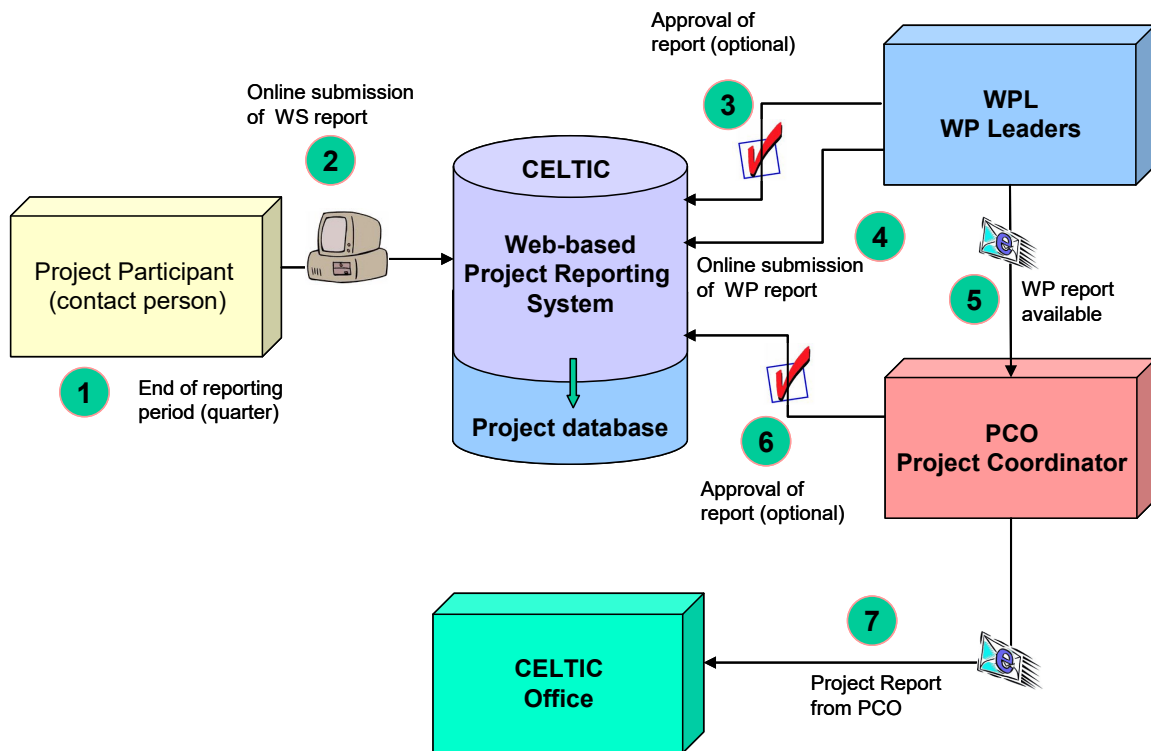 Approval of
report (optional)
3
WPL
WP Leaders
Online submission
of  WS report
2
CELTIC
Web-based
Project Reporting
System
Project database
Project Participant
(contact person)
1
End of reporting
period (quarter)
4
Online submission
of  WP report
e
5
WP report
available
6
Approval of
report (optional)
PCO
Project Coordinator
7
e
Project Report
from PCO
CELTIC
Office